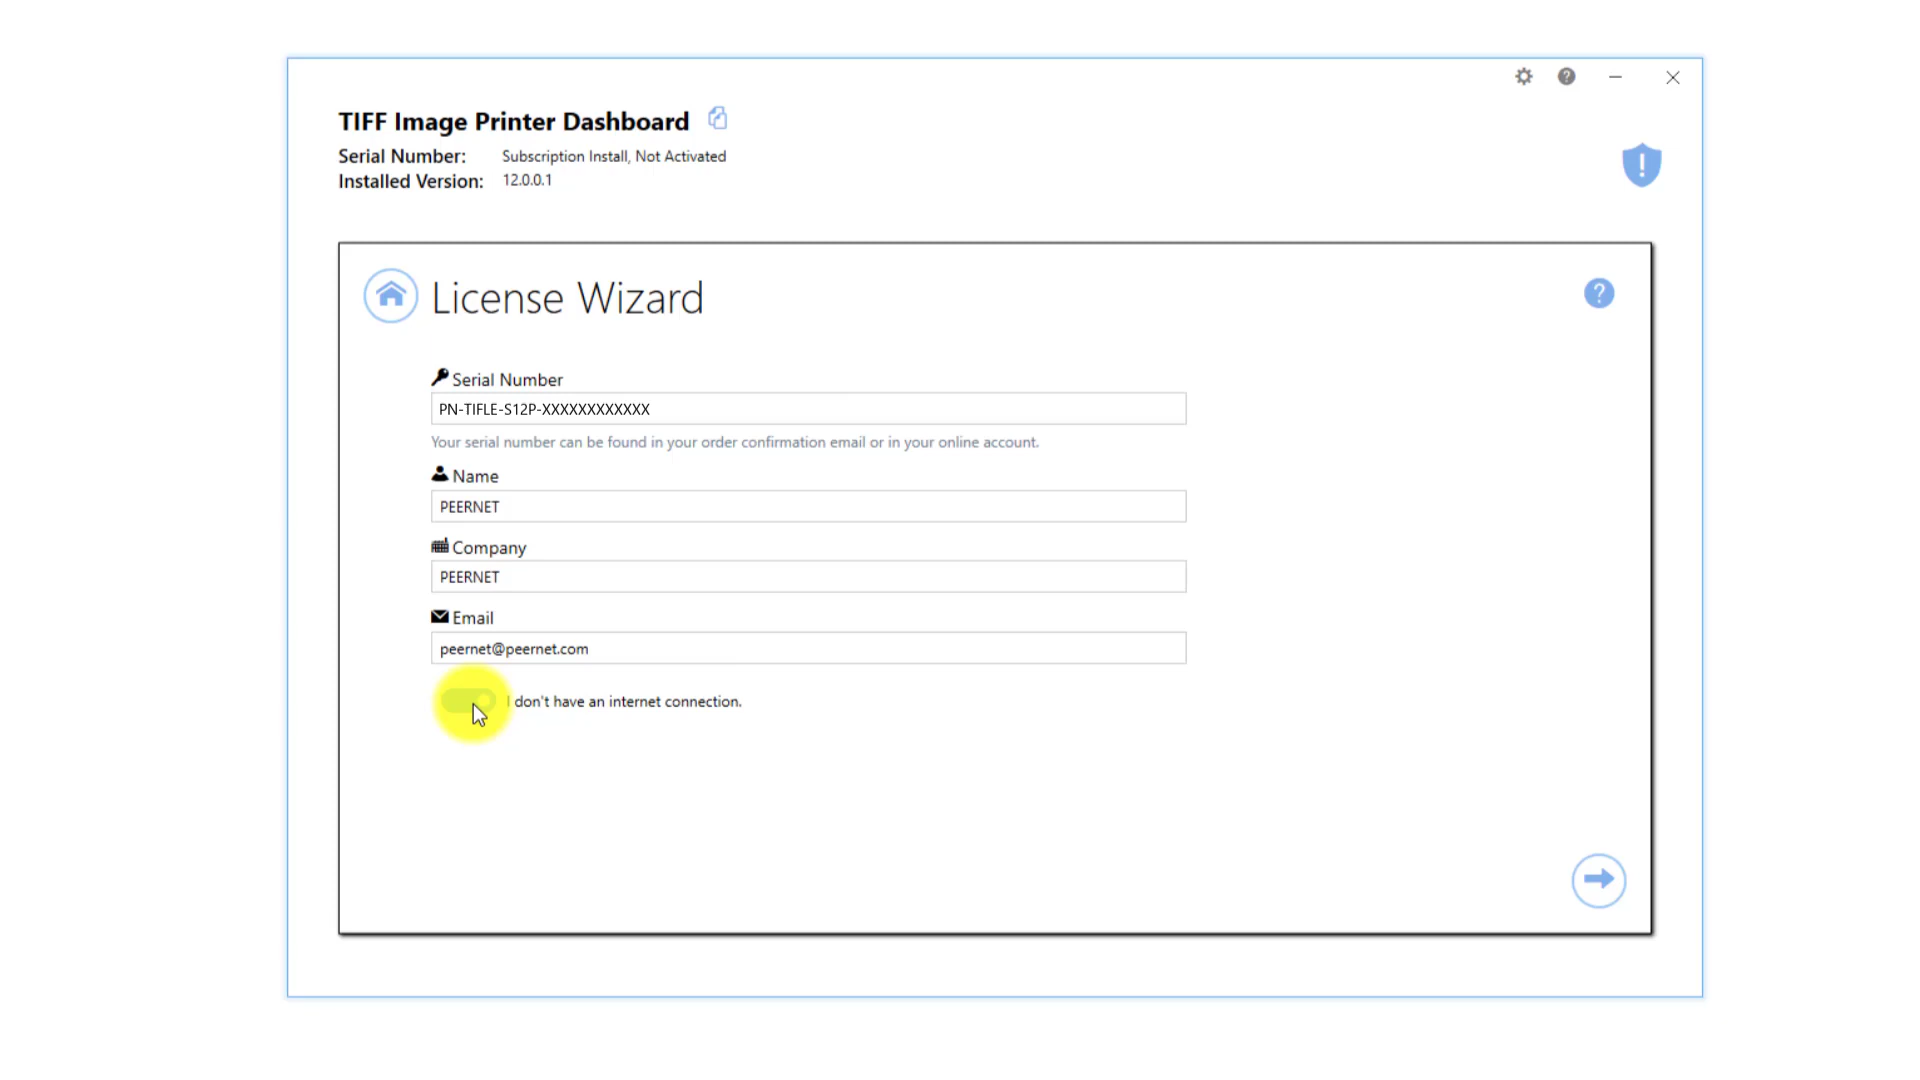 TIFF Image Printer Dashboard
Serial Number: Subscription Install, Not Activated
Installed Version: 12.0.0.1
License Wizard
Serial Number
PN-TIFLE-S12P-XXXXXXXXXXXX
Your serial number can be found in your order confirmation email or in your online account.
Name
PEERNET
Company
PEERNET
Email
peernet@peernet.com
I don't have an internet connection.